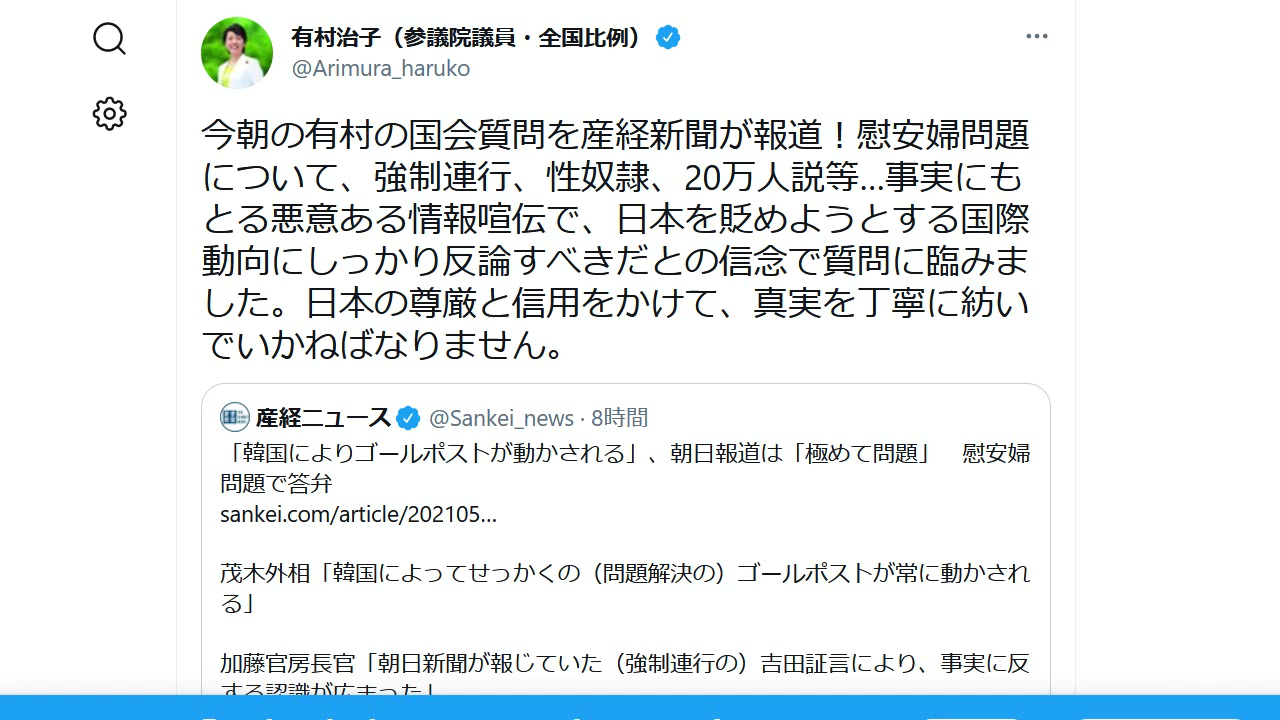 有村治子（参議院議員・全国比例）
@Arimura_haruko
今朝の有村の国会質問を産経新聞が報道！慰安婦問題
について、強制連行、性奴隷、20万人説等...事実にも
とる悪意ある情報喧伝で、日本を貶めようとする国際
動向にしっかり反論すべきだとの信念で質問に臨みま
した。日本の尊厳と信用をかけて、真実を丁寧に紡い
でいかねばなりません。
産経ニュース @Sankei_news · 8時間
「韓国によりゴールポストが動かされる」、朝日報道は「極めて問題」　慰安婦
問題で答弁
sankei.com/article/202105...
茂木外相「韓国によってせっかくの（問題解決の）ゴールポストが常に動かされ
る」
加藤官房長官「朝日新聞が報じていた（強制連行の）吉田証言により、事実に反
する認識が広まった」